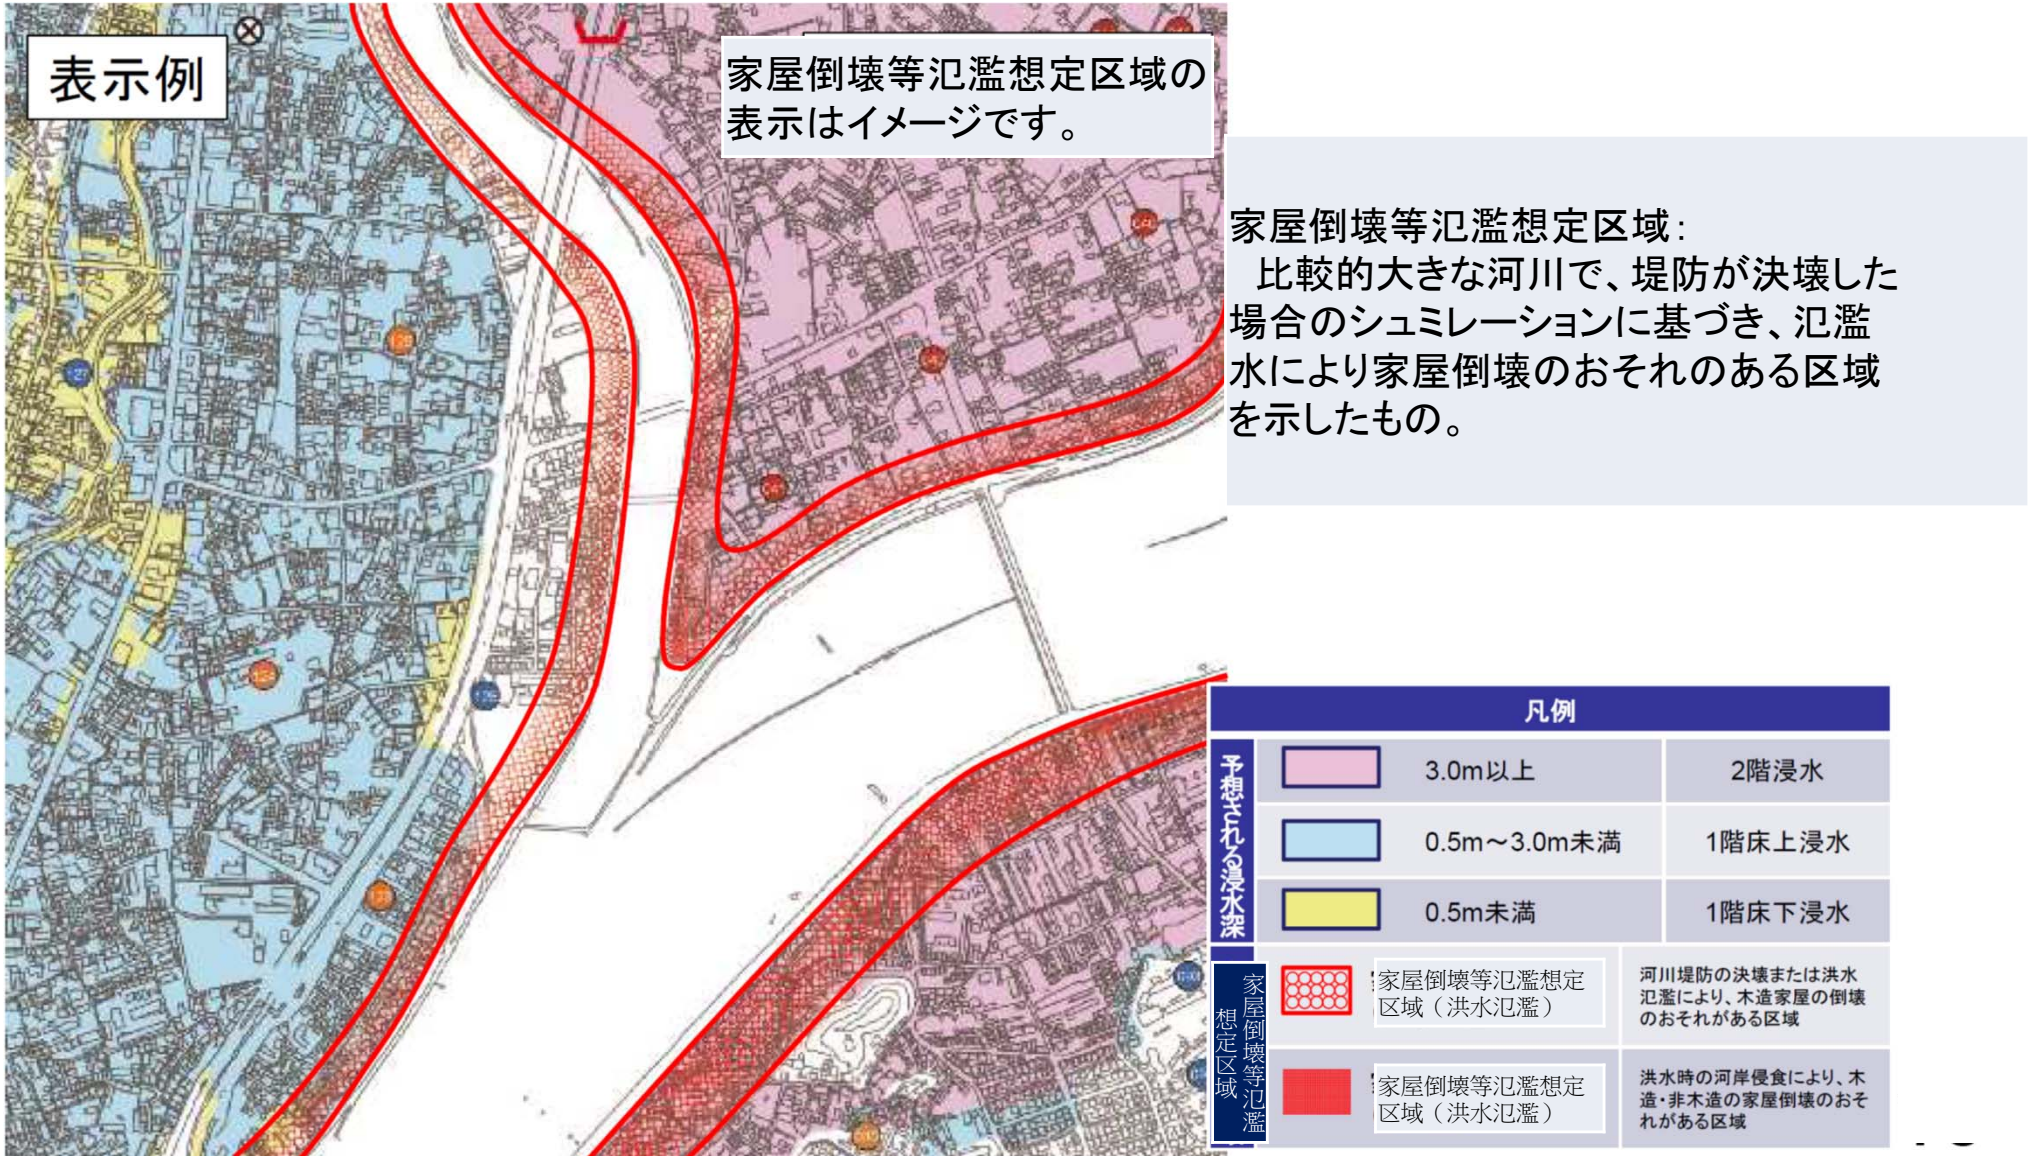 表示例
家屋倒壊等氾濫想定区域の
表示はイメージです。
家屋倒壊等氾濫想定区域：
比較的大きな河川で、堤防が決壊した
場合のシュミレーションに基づき、氾濫
水により家屋倒壊のおそれのある区域
を示したもの。
凡例
予想される浸水深
3.0m以上
2階浸水
0.5m～3.0m未満
1階床上浸水
0.5m未満
1階床下浸水
家屋倒壊等氾濫
想定区域
家屋倒壊等氾濫想定
区域（洪水氾濫）
河川堤防の決壊または洪水
氾濫により、木造家屋の倒壊
のおそれがある区域
家屋倒壊等氾濫想定
区域（洪水氾濫）
洪水時の河岸侵食により、木
造・非木造の家屋倒壊のおそ
れがある区域